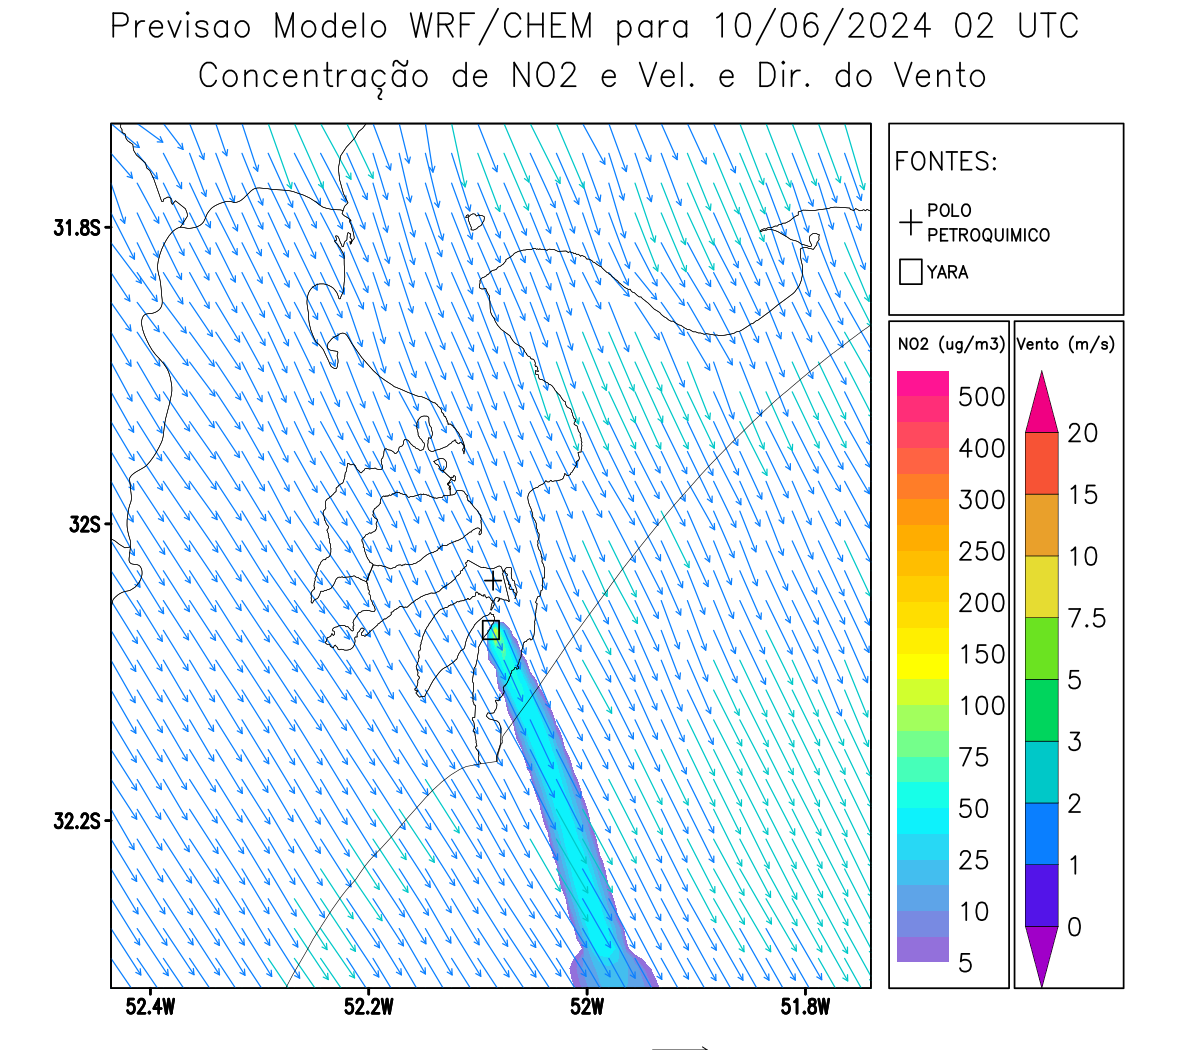 Previsao Modelo WRF/CHEM para 10/06/2024 02 UTC
Concentração de NO2 e Vel. e Dir. do Vento
FONTES:
POLO
PETROQUIMICO
YARA
31.8S
32S
32.2S
52.4W
52.2W
52W
51.8W
NO2 (ug/m3)
500
400
300
250
200
150
100
75
50
25
10
5
Vento (m/s)
20
15
10
7.5
5
3
2
1
0